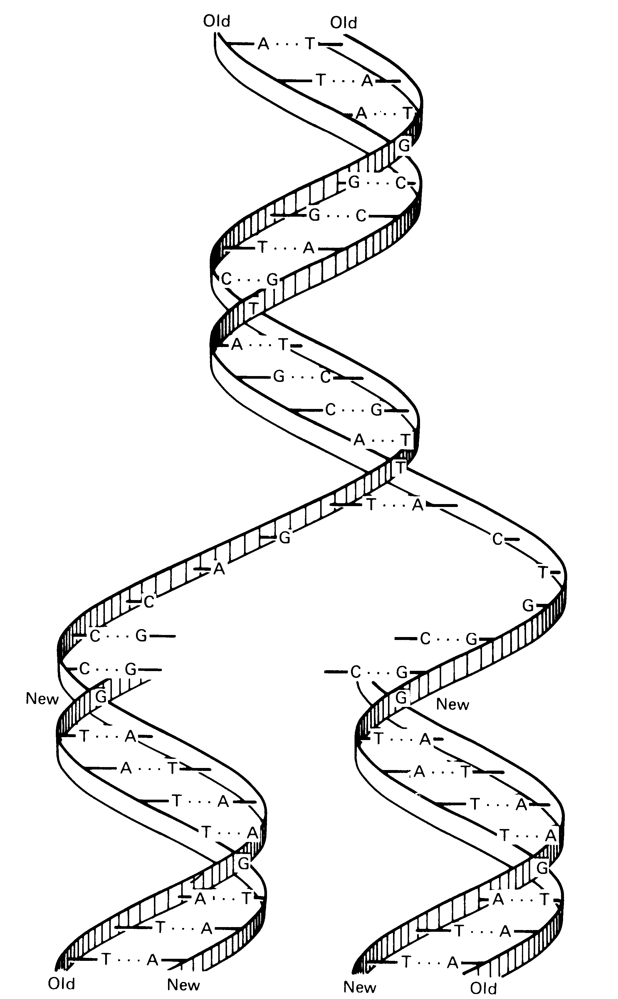 Old Old
A · · · T
T · · · A
A · · · T
G
G · · · C
G · · · C
T · · · A
C · · · G
T
A · · · T
G · · · C
C · · · G
A · · · T
T
T · · · A
G C
A T
C G
C · · · G C · · · G
C · · · G C · · · G
G G
New New
T · · · A T · · · A
A · · · T A · · · T
T · · · A T · · · A
T · · · A T · · · A
G G
A · · · T A · · · T
T · · · A T · · · A
T · · · A T · · · A
Old New New Old